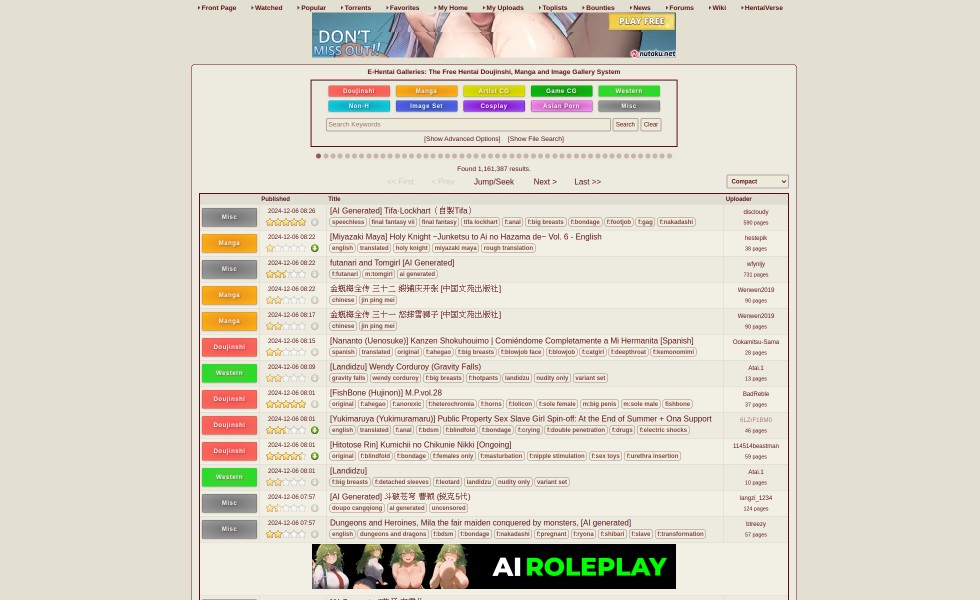 Front Page Watched Popular Torrents Favorites My Home My Uploads Toplists Bounties News Forums Wiki HentaiVerse
DON'T
MISS OUT!!
PLAY FREE
nutaku.net
E-Hentai Galleries: The Free Hentai Doujinshi, Manga and Image Gallery System
Doujinshi Manga Artist CG Game CG Western
Non-H Image Set Cosplay Asian Porn Misc
Search Keywords Search Clear
[Show Advanced Options] [Show File Search]
Found 1,161,387 results.
<< First < Prev Jump/Seek Next > Last >> Compact
Published Title Uploader
Misc 2024-12-06 08:26 [AI Generated] Tifa·Lockhart（自製Tifa） discloudy
speechless final fantasy vii final fantasy tifa lockhart f:anal f:big breasts f:bondage f:footjob f:gag f:nakadashi 590 pages
Manga 2024-12-06 08:22 [Miyazaki Maya] Holy Knight ~Junketsu to Ai no Hazama de~ Vol. 6 - English hestepik
english translated holy knight miyazaki maya rough translation 38 pages
Misc 2024-12-06 08:22 futanari and Tomgirl [AI Generated]
f:futanari m:tomgirl ai generated 731 pages
Manga 2024-12-06 08:22 金瓶梅全传 三十二 [中国文苑出版社] Wenwen2019
chinese jin ping mei 90 pages
Manga 2024-12-06 08:17 金瓶梅全传 三十一 [中国文苑出版社] Wenwen2019
chinese jin ping mei 90 pages
Doujinshi 2024-12-06 08:15 [Nananto (Uenosuke)] Kanzen Shokuhouimo | Comiéndome Completamente a Mi Hermanita [Spanish] Ookamitsu-Sama
spanish translated original f:ahegao f:big breasts f:blowjob face f:blowjob f:catgirl f:deepthroat f:kemonomimi 28 pages
Western 2024-12-06 08:09 [Landidzu] Wendy Corduroy (Gravity Falls) Atai.1
gravity falls wendy corduroy f:big breasts f:hotpants landidzu nudity only variant set 13 pages
Doujinshi 2024-12-06 08:01 [FishBone (Hujinon)] M.P.vol.28 BadRebie
original f:ahegao f:anorexic f:heterochromia f:horns f:lolicon f:sole female m:big penis m:sole male fishbone 37 pages
Doujinshi 2024-12-06 08:01 [Yukimaruya (Yukimuramaru)] Public Property Sex Slave Girl Spin-off: At the End of Summer + Ona Support
english translated f:anal f:bdsm f:blindfold f:bondage f:crying f:double penetration f:drugs f:electric shocks 46 pages
Doujinshi 2024-12-06 08:01 [Hitotose Rin] Kumichii no Chikunie Nikki [Ongoing] 114514beastman
original f:blindfold f:bondage f:females only f:masturbation f:nipple stimulation f:sex toys f:urethra insertion 59 pages
Western 2024-12-06 08:01 [Landidzu] Atai.1
f:big breasts f:detached sleeves f:leotard landidzu nudity only variant set 10 pages
Misc 2024-12-06 07:57 [AI Generated] 斗破苍穹 langzi_1234
doupo cangqiong ai generated uncensored 124 pages
Misc 2024-12-06 07:57 Dungeons and Heroines, Mila the fair maiden conquered by monsters, [AI generated] btreezy
english dungeons and dragons f:bdsm f:bondage f:nakadashi f:pregnant f:ryona f:shibari f:slave f:transformation 57 pages
AI ROLEPLAY